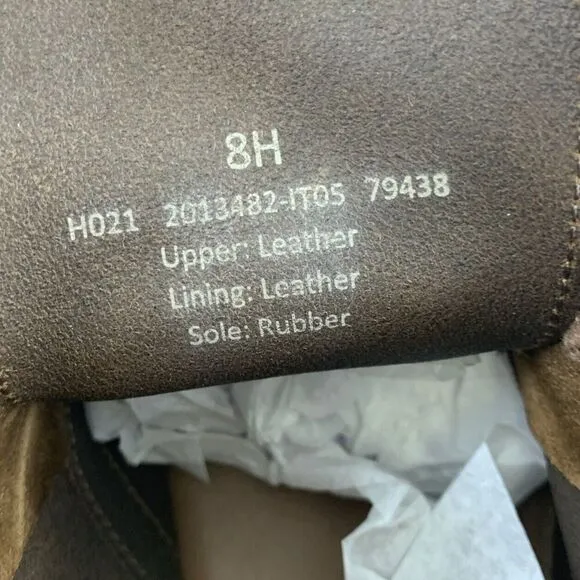 8H
H021 2013482-IT05 79438
Upper: Leather
Lining: Leather
Sole: Rubber